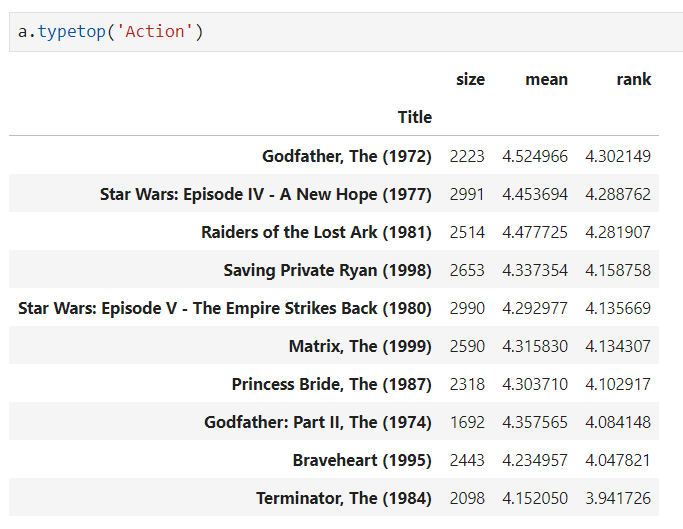 a.typetop('Action')
size mean rank
Title
Godfather, The (1972) 2223 4.524966 4.302149
Star Wars: Episode IV - A New Hope (1977) 2991 4.453694 4.288762
Raiders of the Lost Ark (1981) 2514 4.477725 4.281907
Saving Private Ryan (1998) 2653 4.337354 4.158758
Star Wars: Episode V - The Empire Strikes Back (1980) 2990 4.292977 4.135669
Matrix, The (1999) 2590 4.315830 4.134307
Princess Bride, The (1987) 2318 4.303710 4.102917
Godfather: Part II, The (1974) 1692 4.357565 4.084148
Braveheart (1995) 2443 4.234957 4.047821
Terminator, The (1984) 2098 4.152050 3.941726